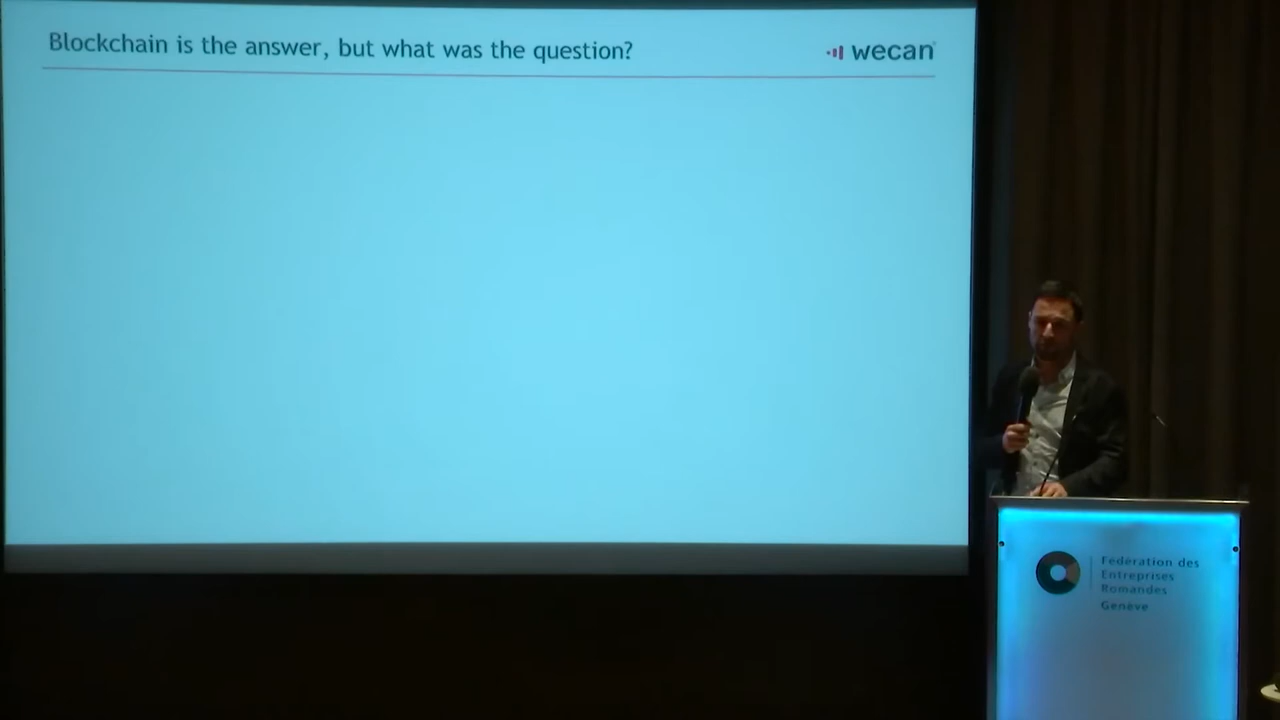 Blockchain is the answer, but what was the question?
wecan
Fédération des
Entreprises
Romandes
Genève